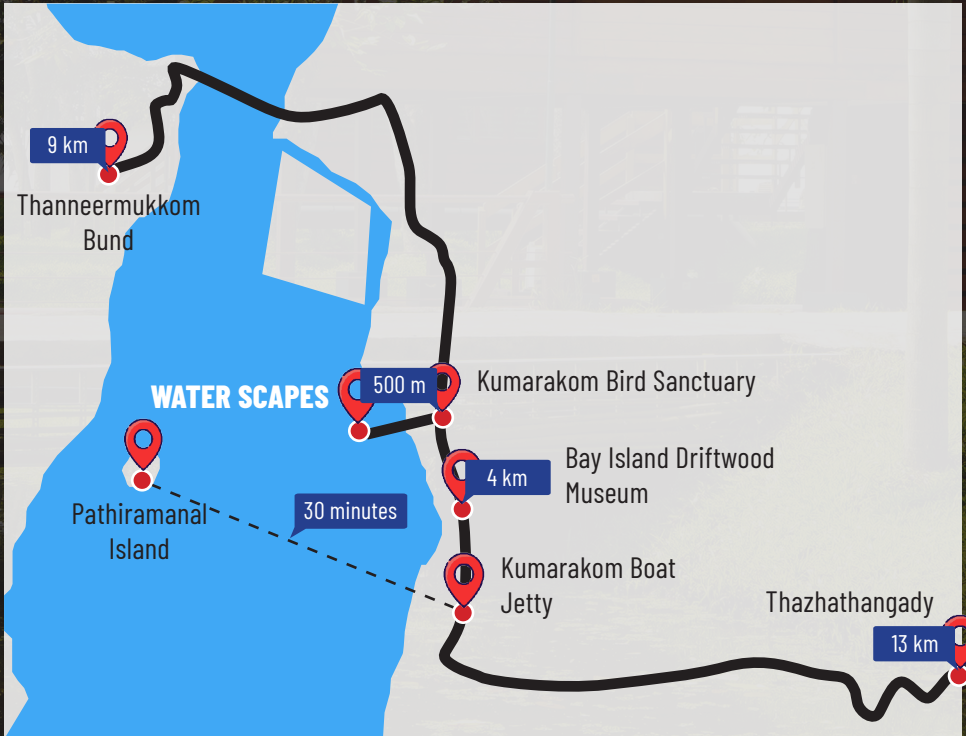 9 km
Thanneermukkom
Bund
WATER SCAPES
500 m
Kumarakom Bird Sanctuary
4 km
Bay Island Driftwood
Museum
Pathiramanal
Island
30 minutes
Kumarakom Boat
Jetty
Thazhathangady
13 km